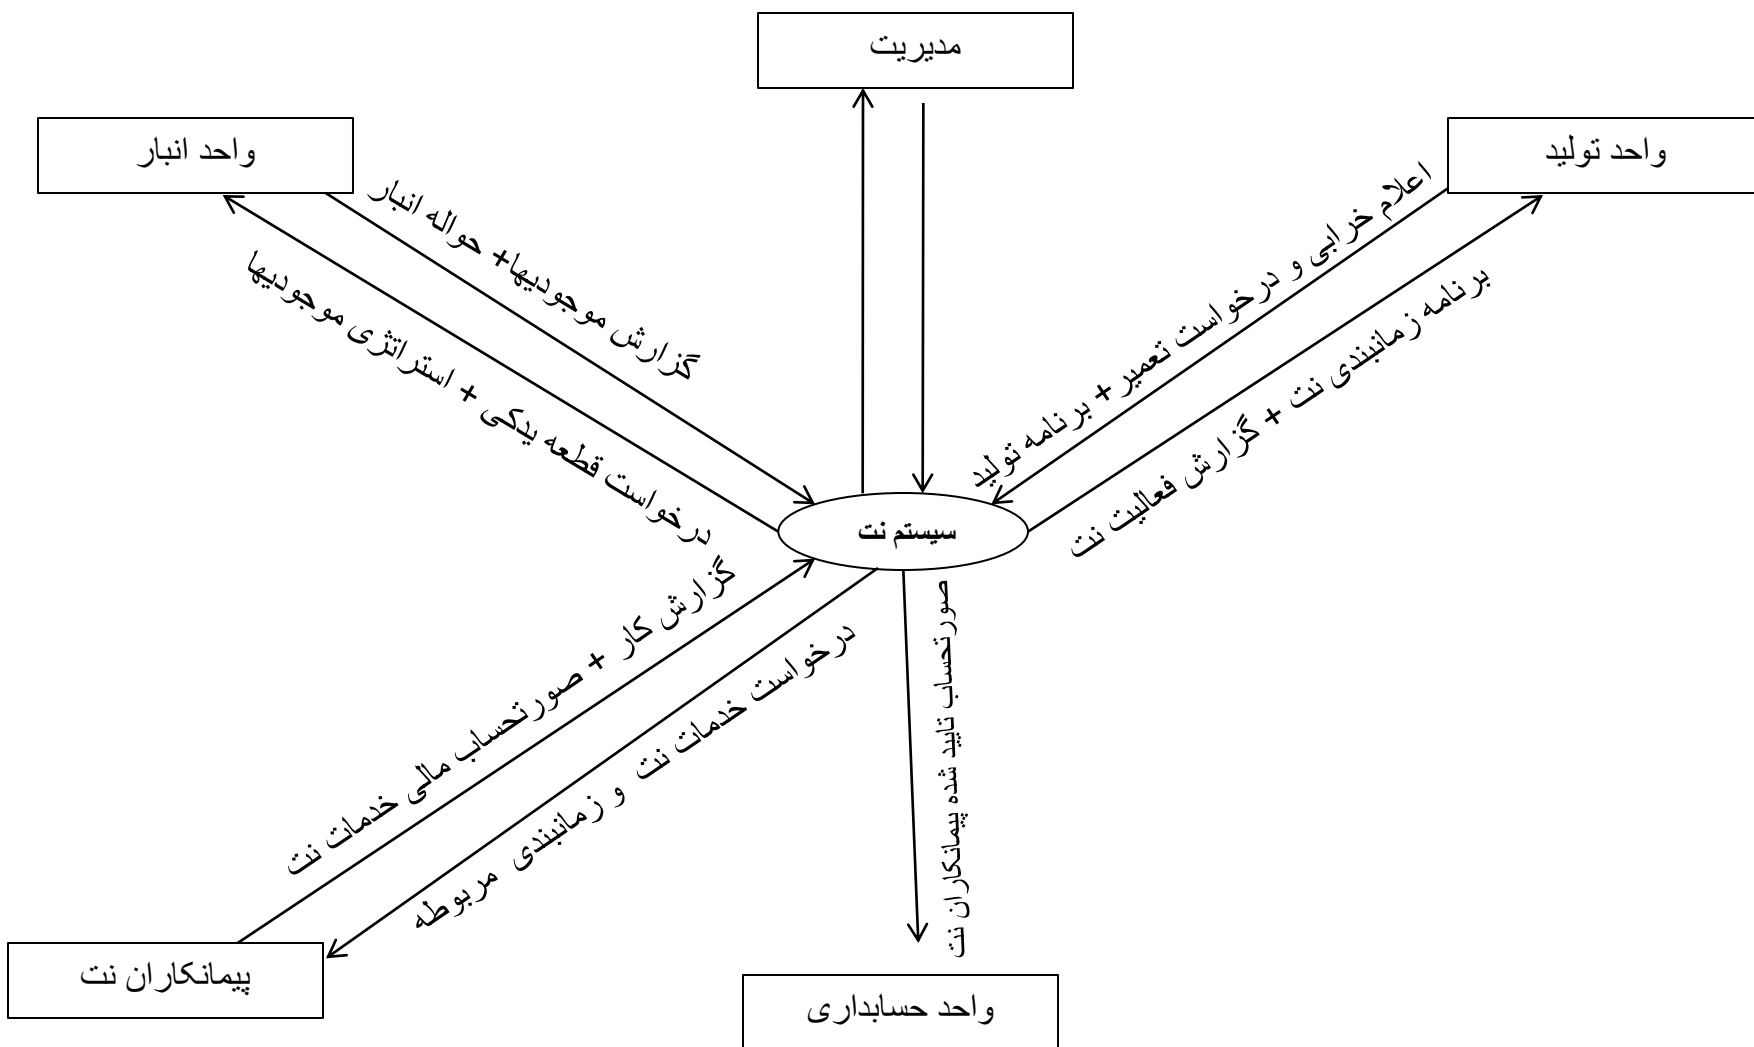 مدیریت
واحد تولید
واحد انبار
اعلام خرابی و درخواست تعمیر + برنامه تولید
برنامه زمانبندی نت + گزارش فعالیت نت
گزارش موجودیها+ حواله انبار
درخواست قطعه یدکی + استراتژی موجودیها
سیستم نت
گزارش کار + صورتحساب مالی خدمات نت
درخواست خدمات نت و زمانبندی مربوطه
صورتحساب تایید شده پیمانکاران نت
پیمانکاران نت
واحد حسابداری